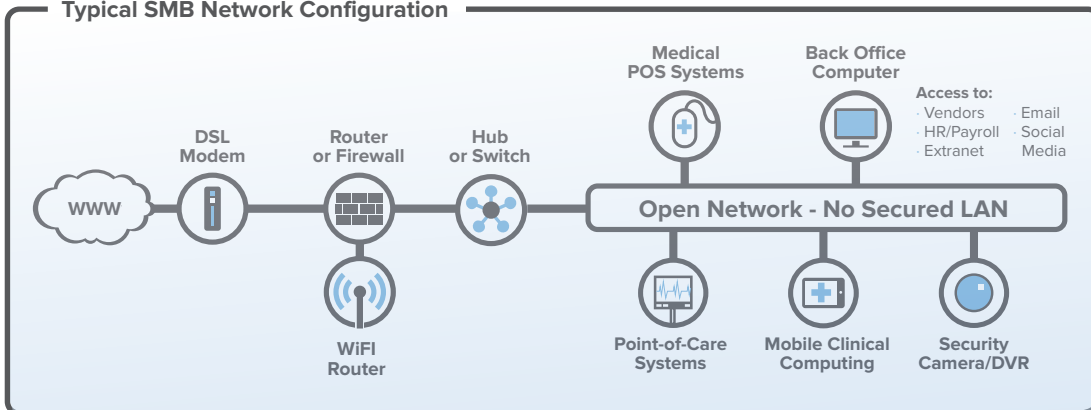 Typical SMB Network Configuration
Medical
POS Systems
Back Office
Computer
Access to:
· Vendors
· HR/Payroll
· Extranet
· Email
· Social
Media
DSL
Modem
Router
or Firewall
Hub
or Switch
WWW
Open Network - No Secured LAN
WiFI
Router
Point-of-Care
Systems
Mobile Clinical
Computing
Security
Camera/DVR